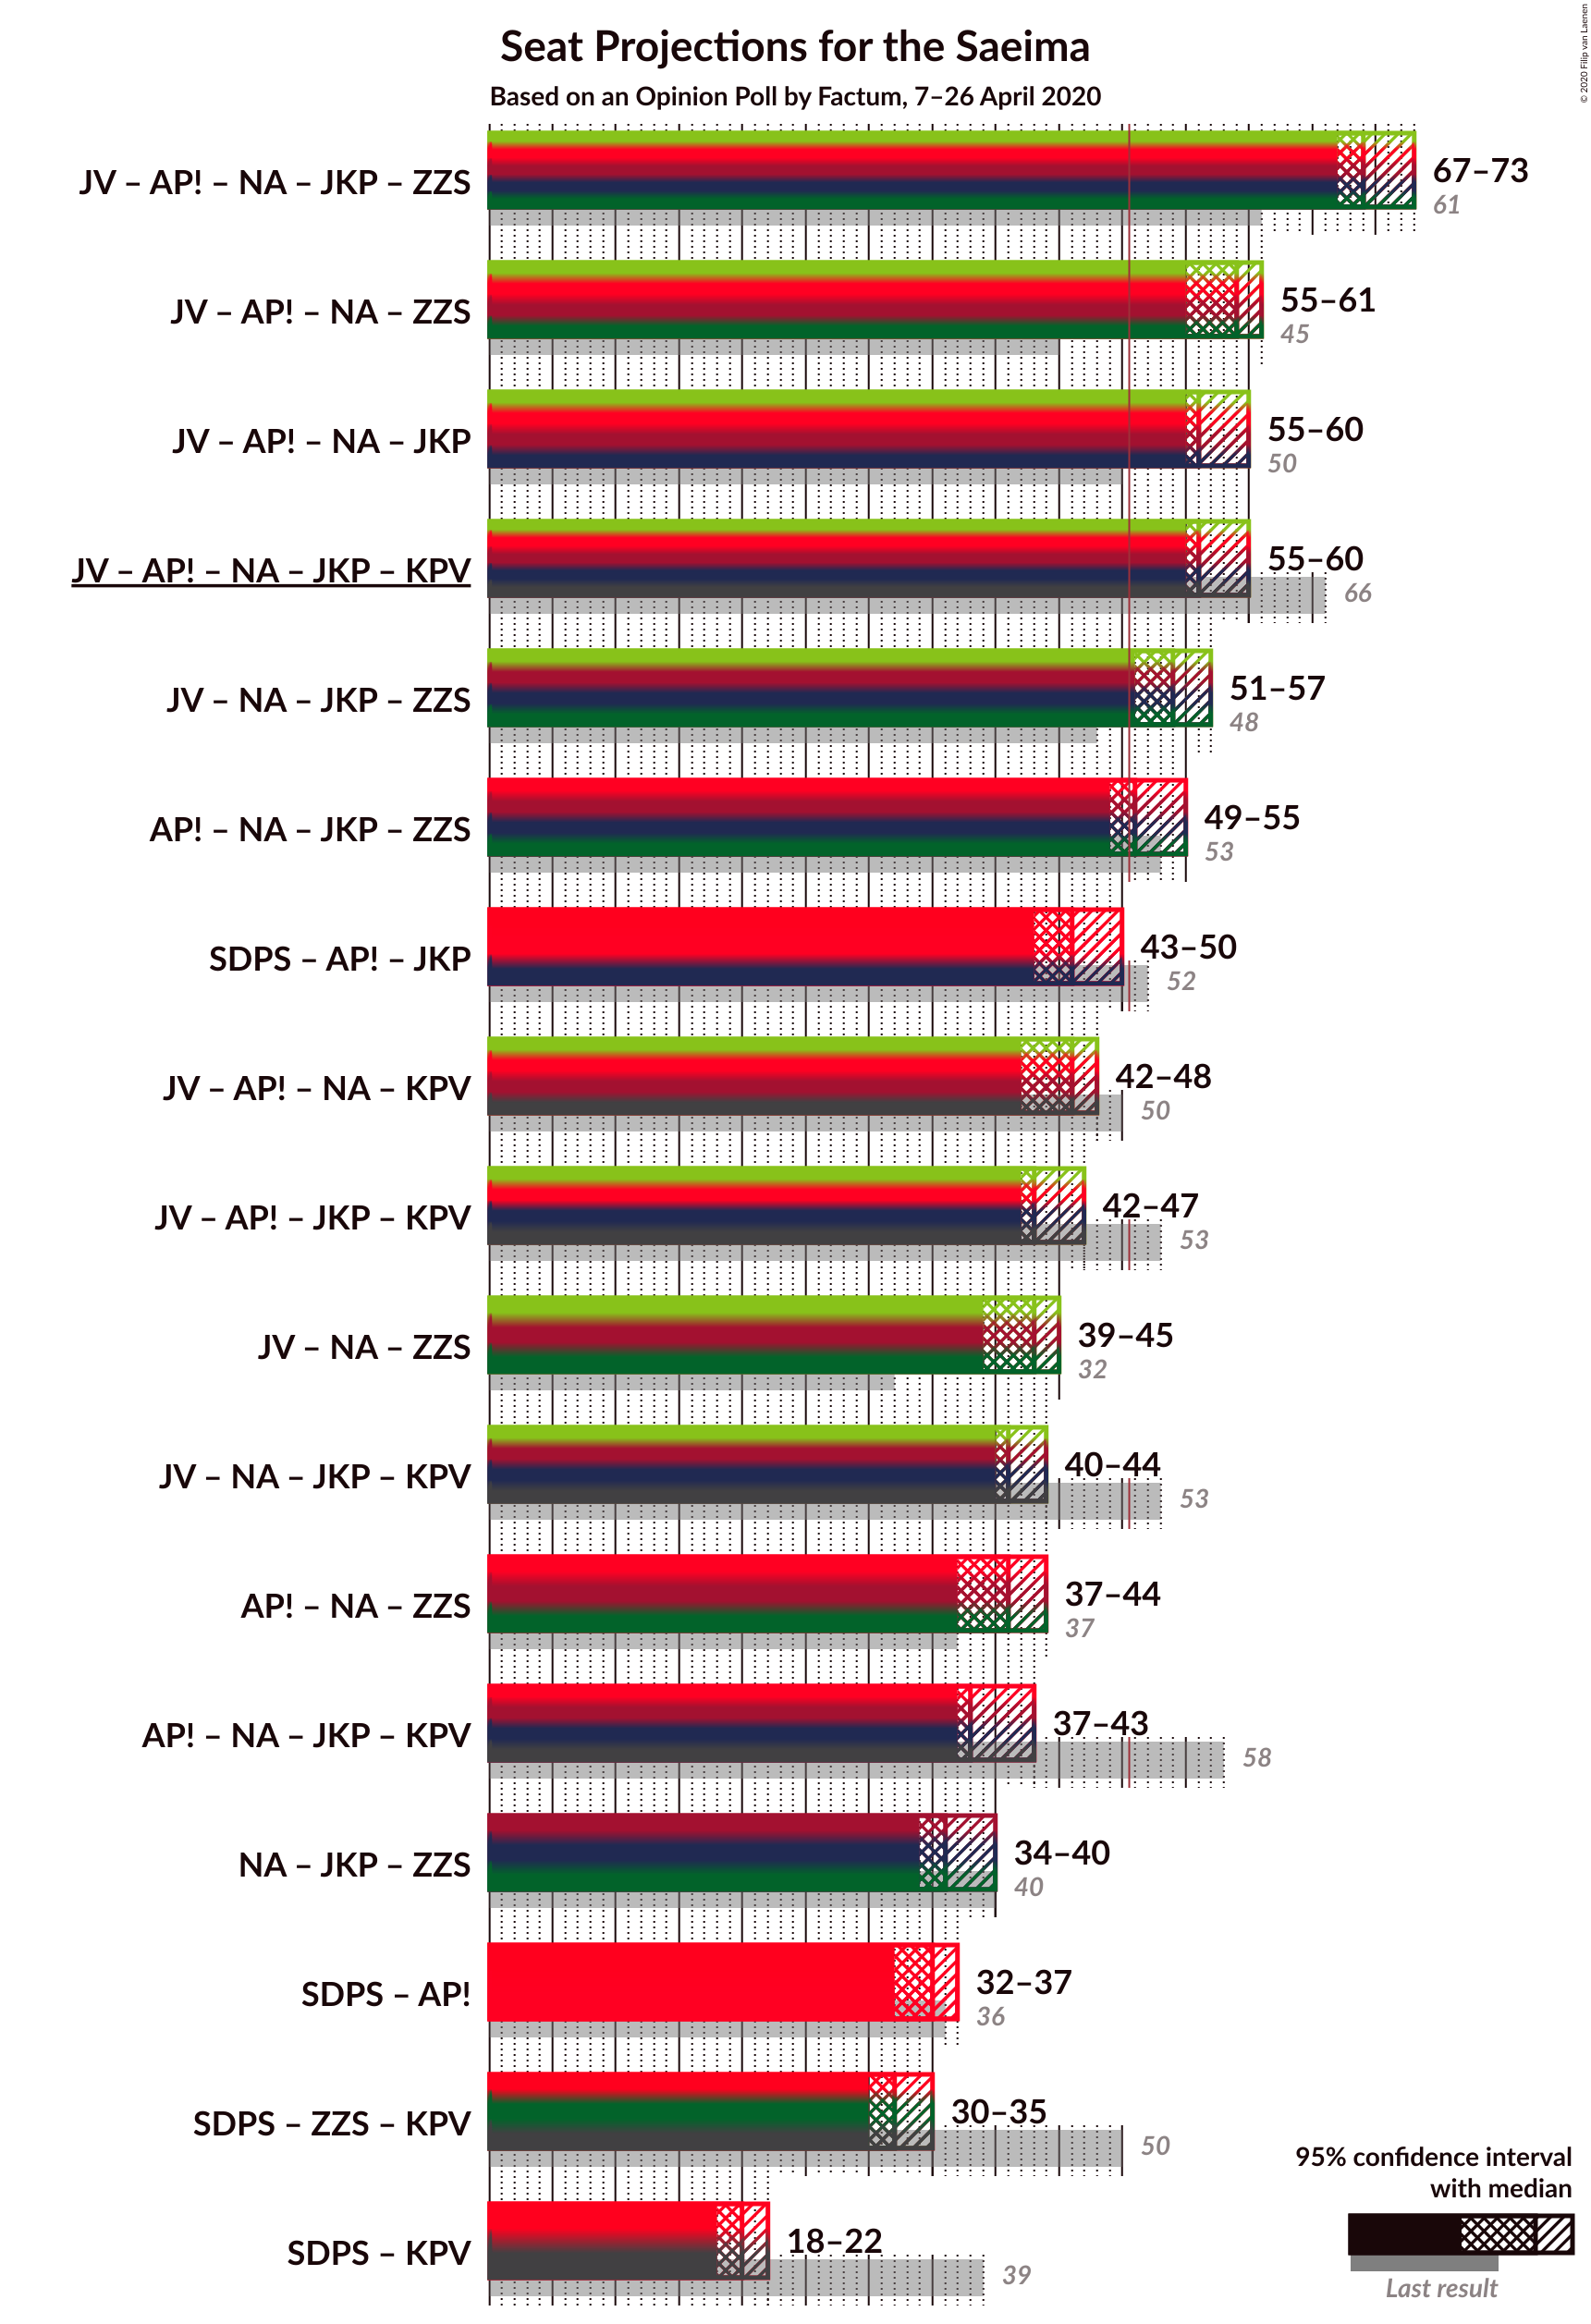 Seat Projections for the Saeima
Based on an Opinion Poll by Factum, 7–26 April 2020
© 2020 Filip van Laenen
JV – AP! – NA – JKP – ZZS
67–73
61
JV – AP! – NA – ZZS
55–61
45
JV – AP! – NA – JKP
55–60
50
JV – AP! – NA – JKP – KPV
55–60
66
JV – NA – JKP – ZZS
51–57
48
AP! – NA – JKP – ZZS
49–55
53
SDPS – AP! – JKP
43–50
52
JV – AP! – NA – KPV
42–48
50
JV – AP! – JKP – KPV
42–47
53
JV – NA – ZZS
39–45
32
JV – NA – JKP – KPV
40–44
53
AP! – NA – ZZS
37–44
37
AP! – NA – JKP – KPV
37–43
58
NA – JKP – ZZS
34–40
40
SDPS – AP!
32–37
36
SDPS – ZZS – KPV
30–35
50
SDPS – KPV
18–22
39
95% confidence interval
with median
Last result